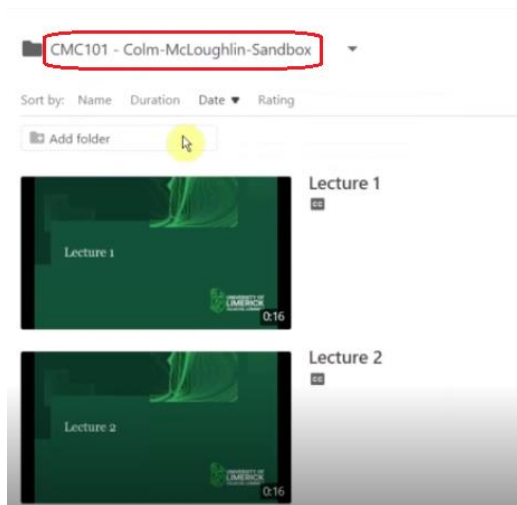 CMC101 - Colm-McLoughlin-Sandbox
Sort by: Name Duration Date Rating
Add folder
Lecture 1
CC
Lecture 1
UNIVERSITY OF
LIMERICK
0:16
Lecture 2
CC
Lecture 2
UNIVERSITY OF
LIMERICK
0:16